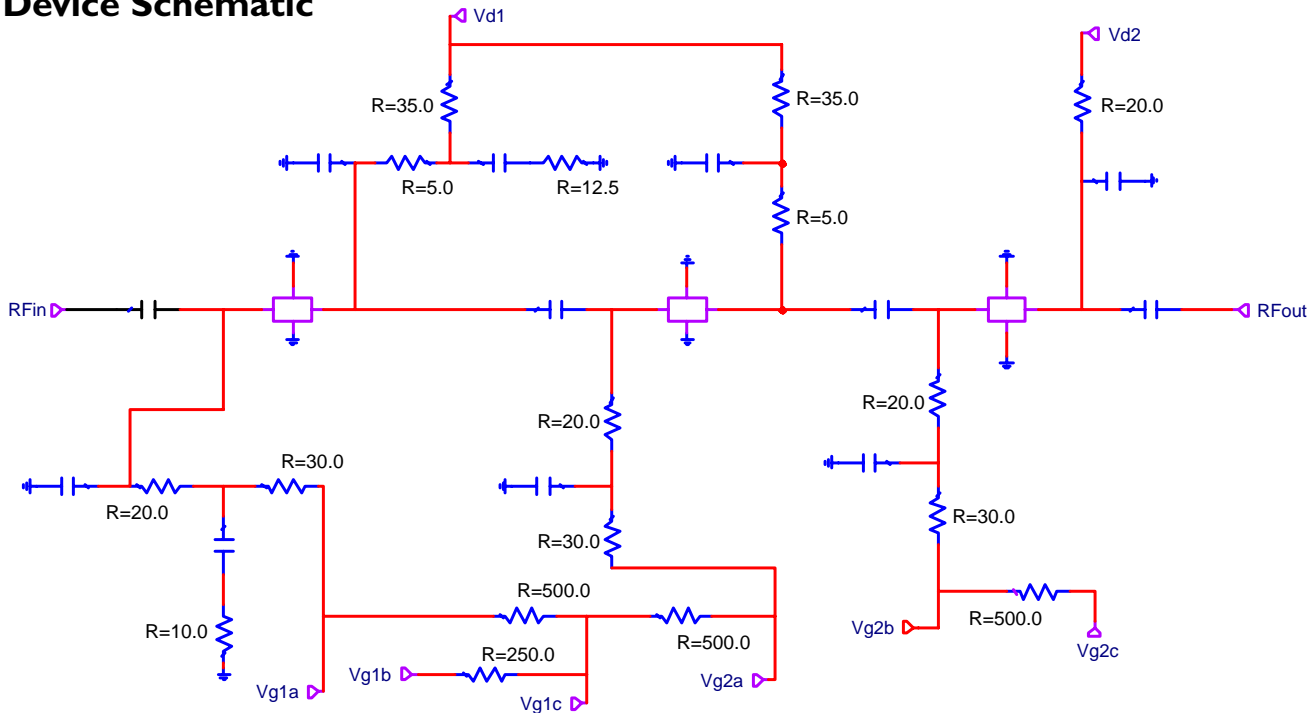 Device Schematic
Vd1
Vd2
R=35.0
R=35.0
R=20.0
R=5.0
R=12.5
R=5.0
RFin
RFout
R=20.0
R=20.0
R=30.0
R=20.0
R=30.0
R=30.0
R=500.0
R=500.0
R=500.0
R=10.0
Vg2b
Vg2c
R=250.0
Vg1b
Vg2a
Vg1a
Vg1c